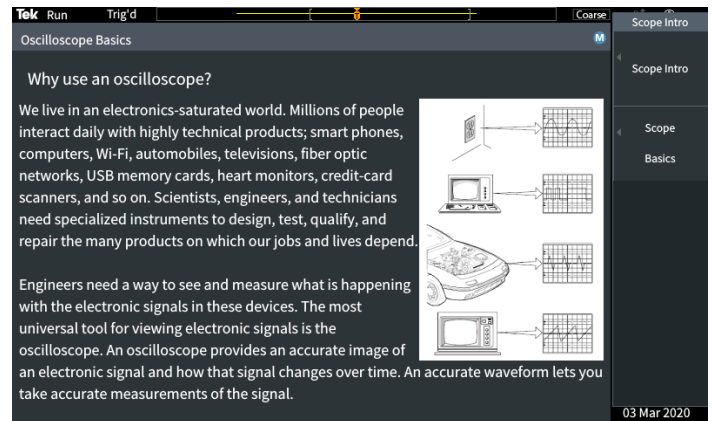 Tek Run Trig'd Coarse
Scope Intro
Oscilloscope Basics M
Scope Intro
Scope
Basics
Why use an oscilloscope?
We live in an electronics-saturated world. Millions of people
interact daily with highly technical products; smart phones,
computers, Wi-Fi, automobiles, televisions, fiber optic
networks, USB memory cards, heart monitors, credit-card
scanners, and so on. Scientists, engineers, and technicians
need specialized instruments to design, test, qualify, and
repair the many products on which our jobs and lives depend.
Engineers need a way to see and measure what is happening
with the electronic signals in these devices. The most
universal tool for viewing electronic signals is the
oscilloscope. An oscilloscope provides an accurate image of
an electronic signal and how that signal changes over time. An accurate waveform lets you
take accurate measurements of the signal.
03 Mar 2020